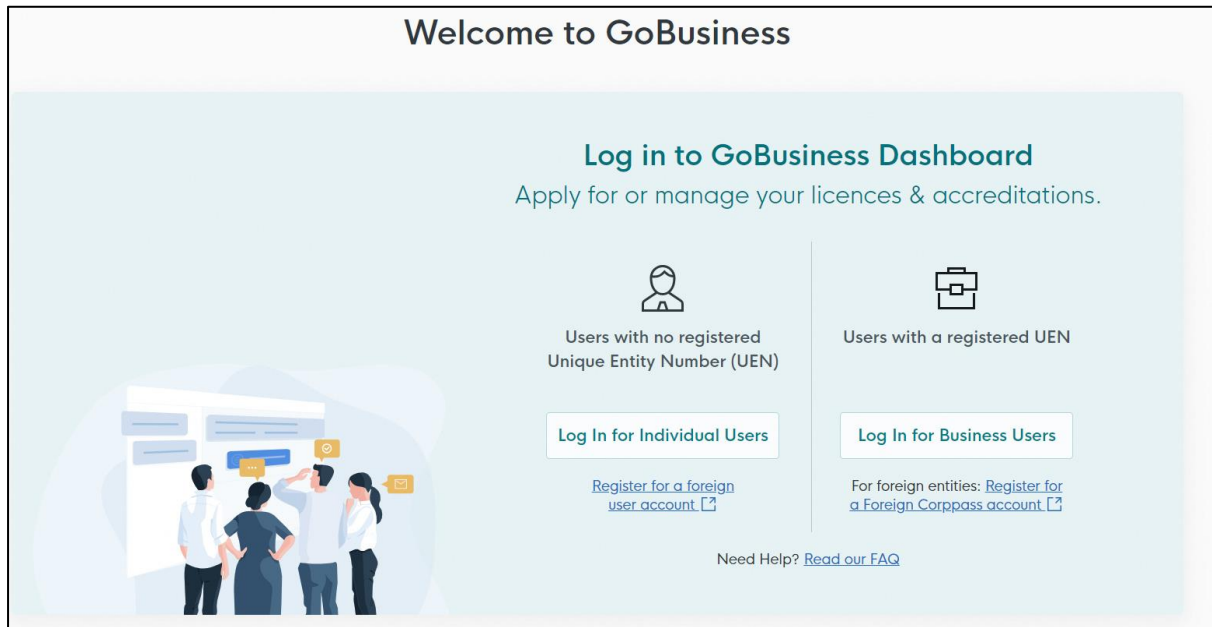 Welcome to GoBusiness
Log in to GoBusiness Dashboard
Apply for or manage your licences & accreditations.
Users with no registered
Unique Entity Number (UEN)
Log In for Individual Users
Register for a foreign
user account
Users with a registered UEN
Log In for Business Users
For foreign entities: Register for
a Foreign Corppass account
Need Help? Read our FAQ